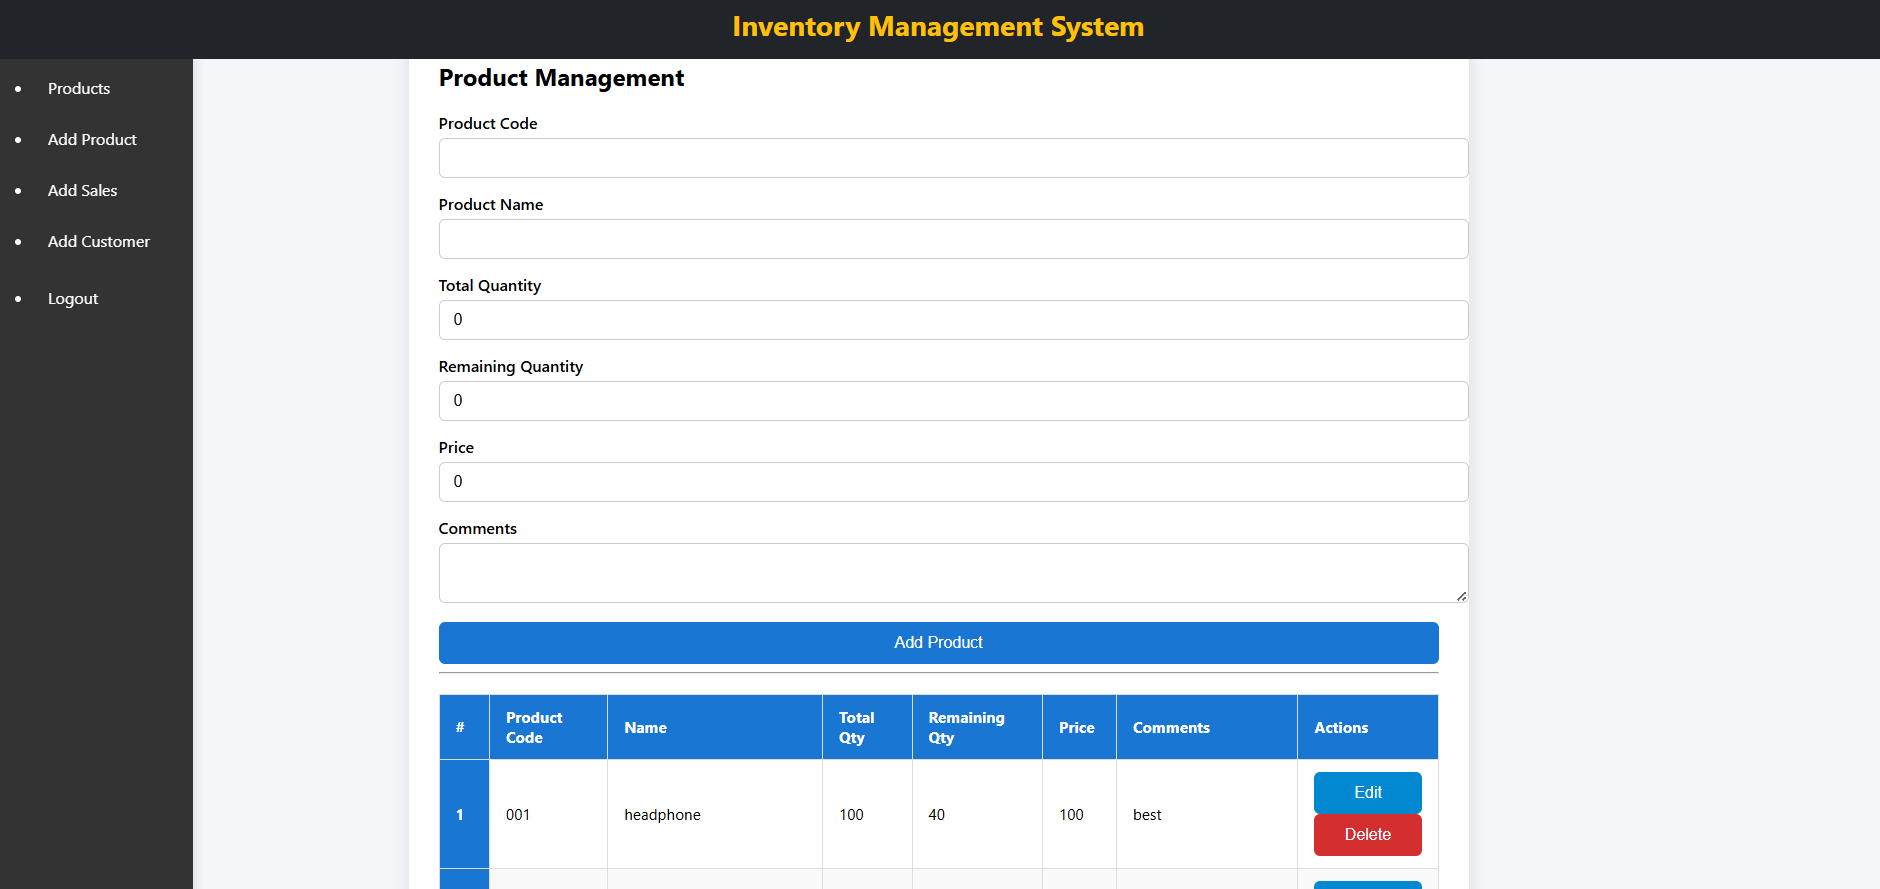 Inventory Management System
Products
Add Product
Add Sales
Add Customer
Logout
Product Management
Product Code
Product Name
Total Quantity
0
Remaining Quantity
0
Price
0
Comments
Add Product
# Product Code Name Total Qty Remaining Qty Price Comments Actions
1 001 headphone 100 40 100 best Edit
Delete